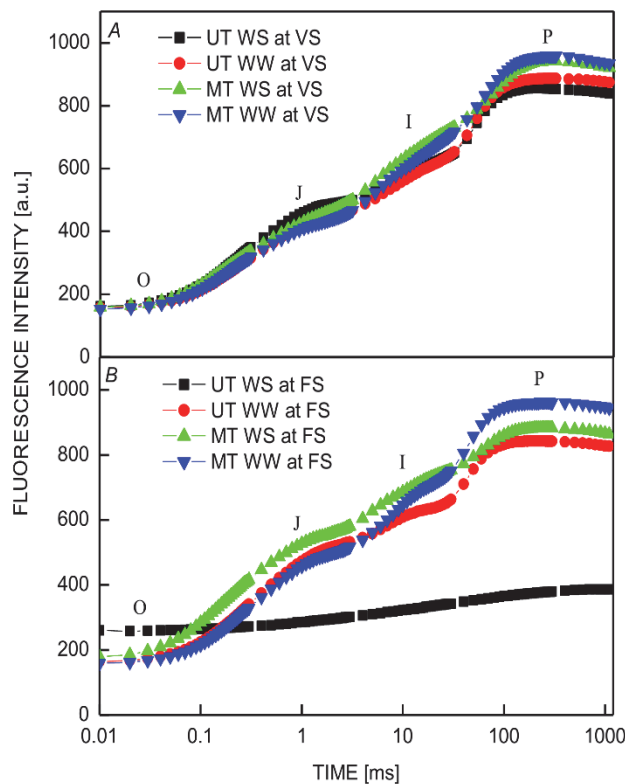 A
UT WS at VS
UT WW at VS
MT WS at VS
MT WW at VS
P
I
J
O
1000
800
600
400
200
0
B
UT WS at FS
UT WW at FS
MT WS at FS
MT WW at FS
P
I
J
O
1000
800
600
400
200
0
0.01 0.1 1 10 100 1000
TIME [ms]
FLUORESCENCE INTENSITY [a.u.]